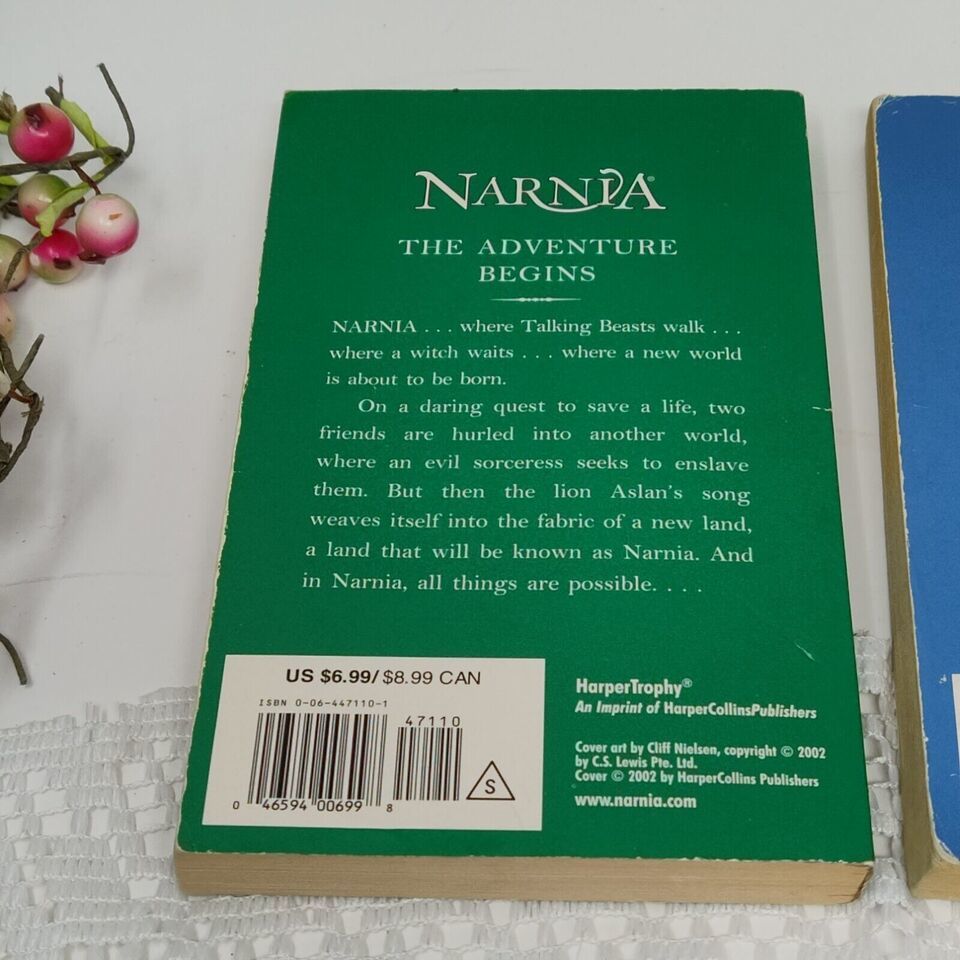 NARNIA®
THE ADVENTURE
BEGINS
NARNIA . . . where Talking Beasts walk . . .
where a witch waits . . . where a new world
is about to be born.
On a daring quest to save a life, two
friends are hurled into another world,
where an evil sorceress seeks to enslave
them. But then the lion Aslan's song
weaves itself into the fabric of a new land,
a land that will be known as Narnia. And
in Narnia, all things are possible. . . .
US $6.99/ $8.99 CAN
ISBN 0-06-447110-1
47110
0 46594 00699 8
S
HarperTrophy®
An Imprint of HarperCollinsPublishers
Cover art by Cliff Nielsen, copyright © 2002
by C.S. Lewis Pte. Ltd.
Cover © 2002 by HarperCollins Publishers
www.narnia.com